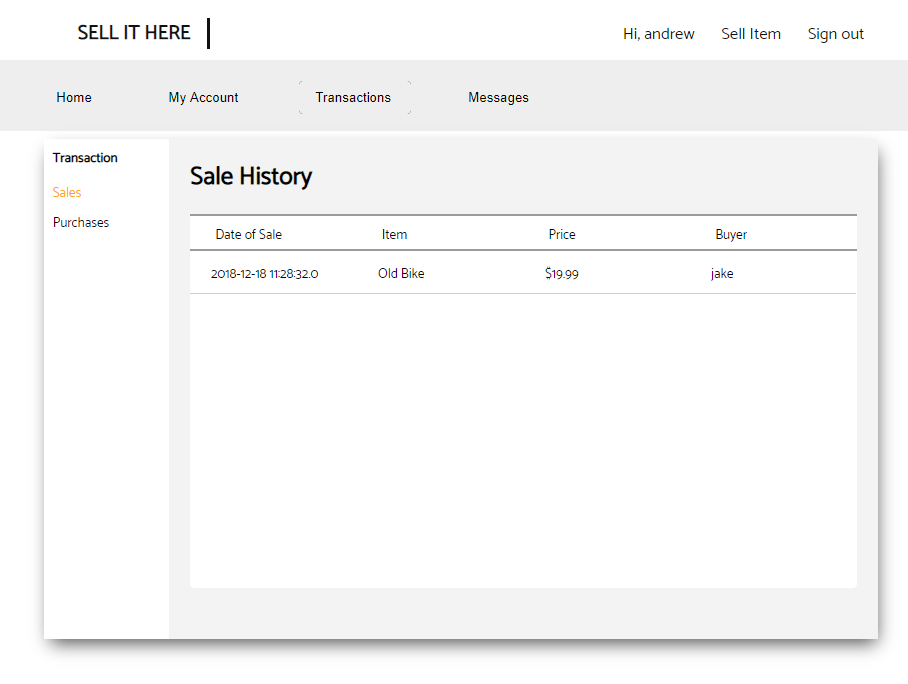 SELL IT HERE
Hi, andrew Sell Item Sign out
Home My Account Transactions Messages
Transaction
Sales
Purchases
Sale History
Date of Sale Item Price Buyer
2018-12-18 11:28:32.0 Old Bike $19.99 jake